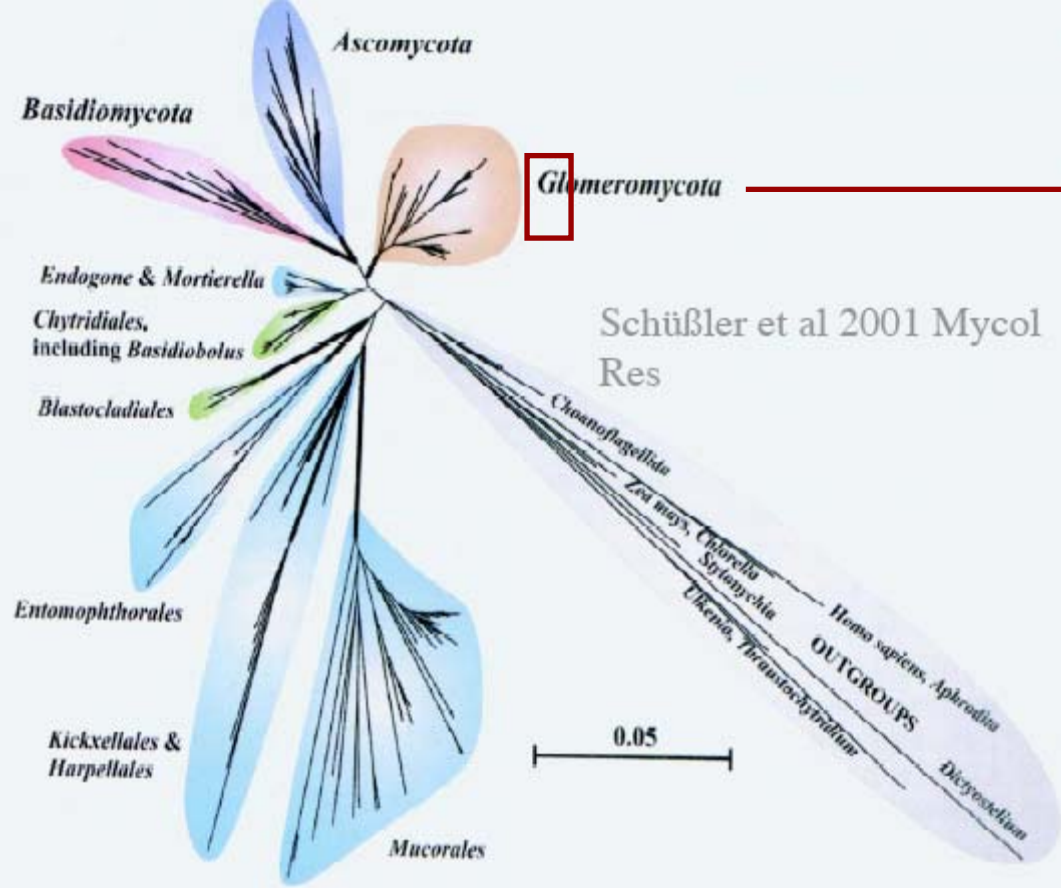 Ascomycota
Basidiomycota
Glomeromycota
Endogone & Mortierella
Chytridiales,
including Basidiobolus
Blastocladiales
Schüßler et al 2001 Mycol
Res
Choanoflagellida
Zea mays, Chlorella
Stylonychia
Ulkenia, Thraustochytridium
Homo sapiens, Aphrodita
OUTGROUPS
Dictyostelium
Entomophthorales
Kickxellales &
Harpellales
0.05
Mucorales